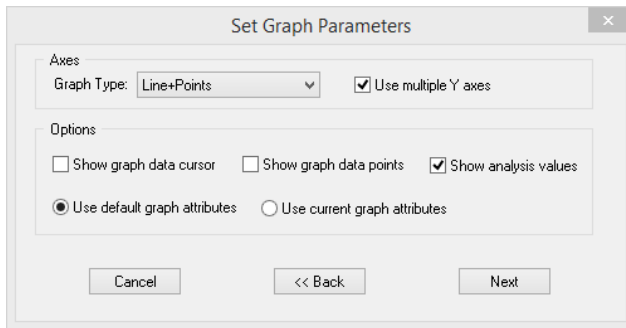 Set Graph Parameters
Axes
Graph Type: Line+Points Use multiple Y axes
Options
Show graph data cursor Show graph data points Show analysis values
Use default graph attributes Use current graph attributes
Cancel << Back Next